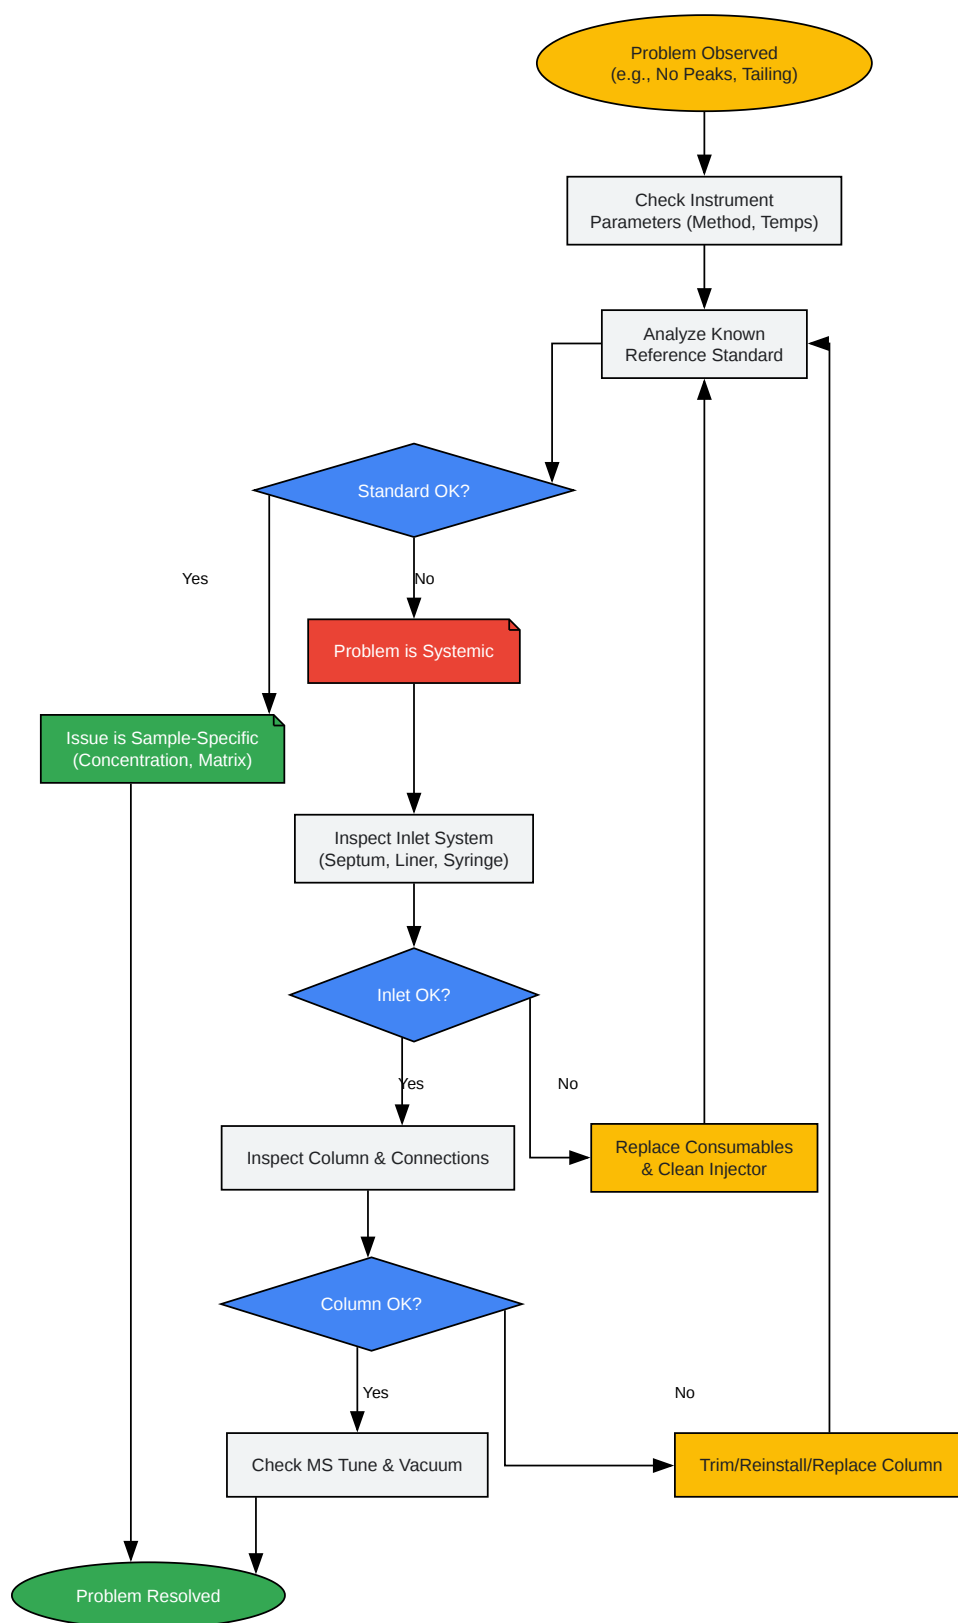 Problem Observed
(e.g., No Peaks, Tailing)
Check Instrument
Parameters (Method, Temps)
Analyze Known
Reference Standard
Standard OK?
Yes
No
Problem is Systemic
Issue is Sample-Specific
(Concentration, Matrix)
Inspect Inlet System
(Septum, Liner, Syringe)
Inlet OK?
Yes
No
Replace Consumables
& Clean Injector
Inspect Column & Connections
Column OK?
Yes
No
Check MS Tune & Vacuum
Trim/Reinstall/Replace Column
Problem Resolved